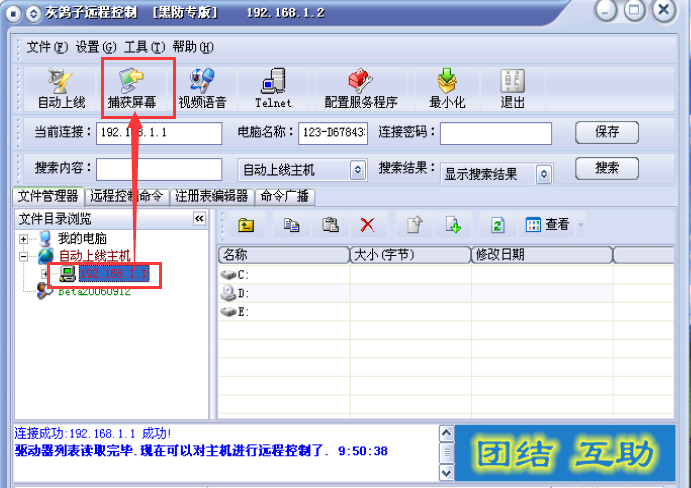 灰鸽子远程控制 [黑防专版] 192.168.1.2
文件(F) 设置(G) 工具(T) 帮助(H)
自动上线 捕获屏幕 视频语音 Telnet 配置服务程序 最小化 退出
当前连接: 192.168.1.1 电脑名称: 123-D67843 连接密码: 保存
搜索内容: 自动上线主机 搜索结果: 显示搜索结果 搜索
文件管理器 远程控制命令 注册表编辑器 命令广播
文件目录浏览 « 查看
我的电脑
自动上线主机
192.168.1.1
Beta20060912
名称 大小(字节) 修改日期
C:
D:
E:
连接成功:192.168.1.1 成功!
驱动器列表读取完毕.现在可以对主机进行远程控制了. 9:50:38
团结 互助